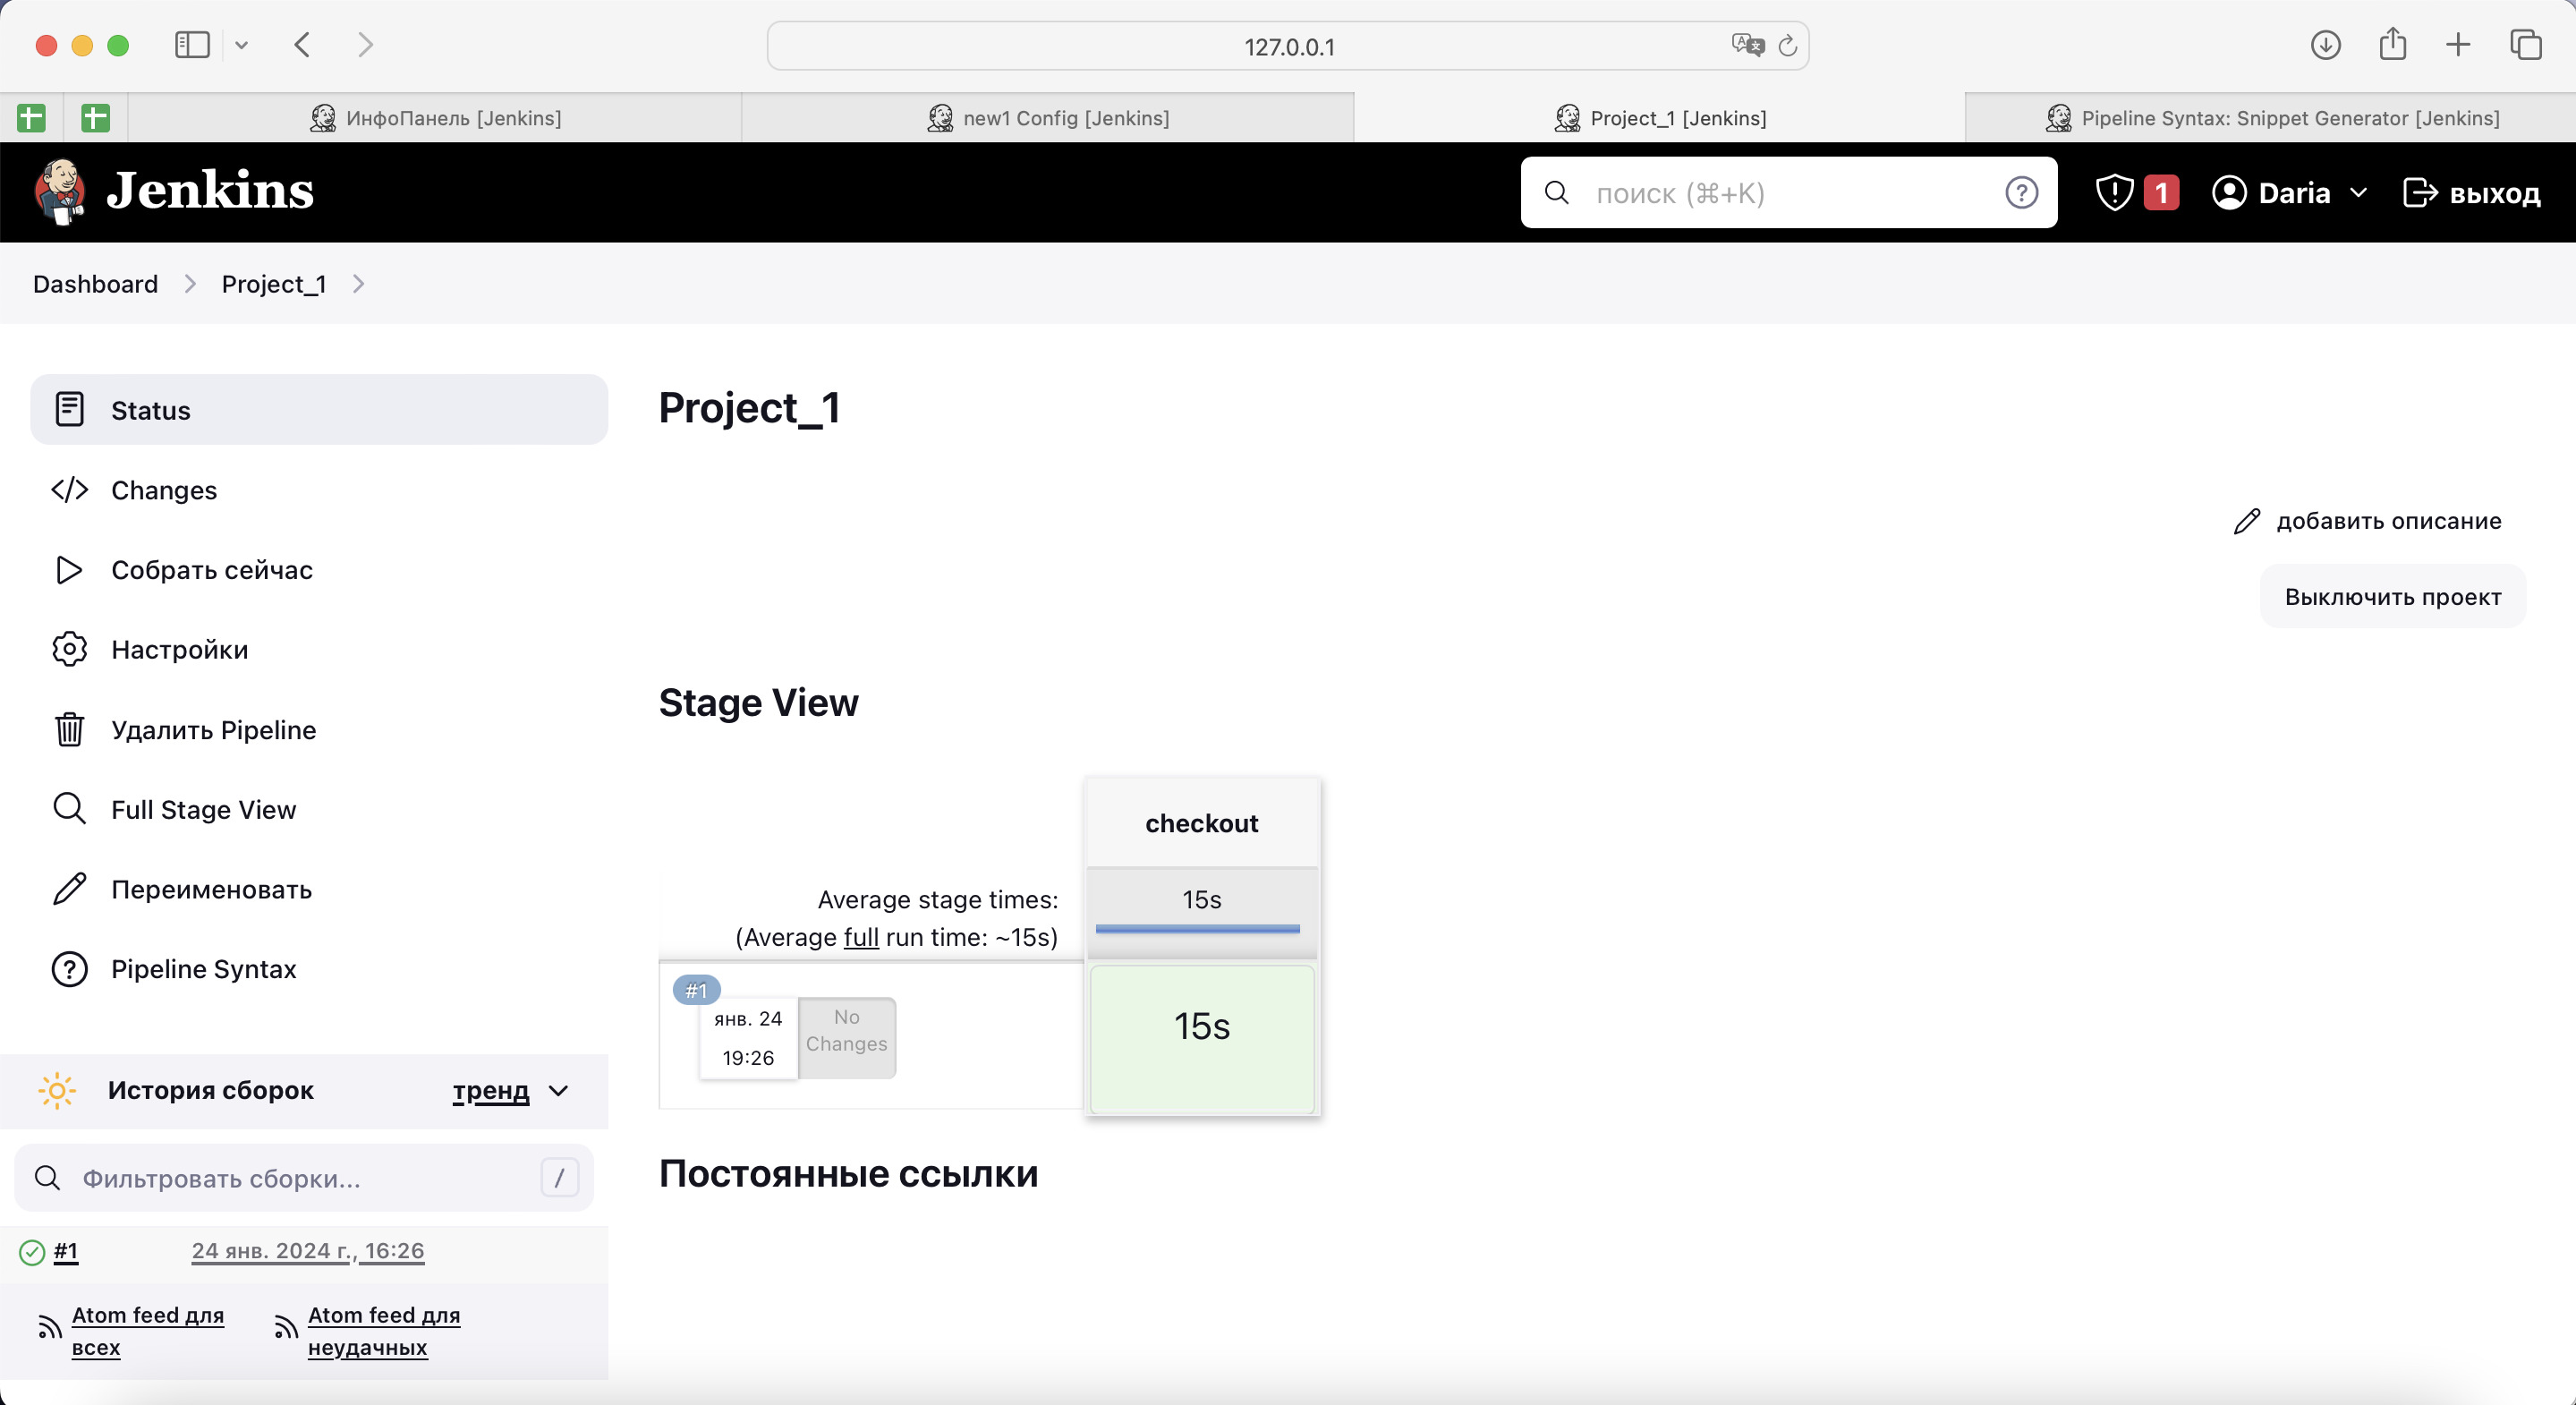 127.0.0.1
ИнфоПанель [Jenkins]
new1 Config [Jenkins]
Project_1 [Jenkins]
Pipeline Syntax: Snippet Generator [Jenkins]
Jenkins
поиск (⌘+K)
1
Daria
выход
Dashboard
Project_1
Status
Changes
Собрать сейчас
Настройки
Удалить Pipeline
Full Stage View
Переименовать
Pipeline Syntax
История сборок
тренд
Фильтровать сборки...
/
#1
24 янв. 2024 г., 16:26
Atom feed для
всех
Atom feed для
неудачных
Project_1
добавить описание
Выключить проект
Stage View
checkout
Average stage times:
15s
(Average full run time: ~15s)
#1
янв. 24
19:26
No
Changes
15s
Постоянные ссылки